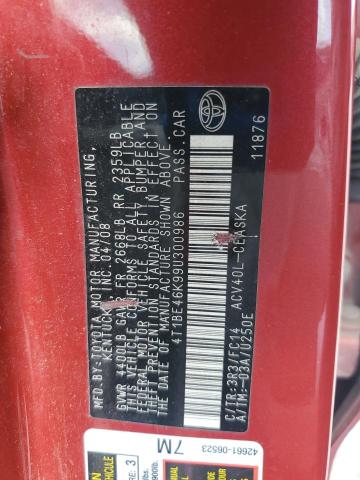 MFD. BY:TOYOTA MOTOR MANUFACTURING,
KENTUCKY, INC. 04/08
GVWR 4400LB GAWR FR 2668LB RR 2359LB
THIS VEHICLE CONFORMS TO ALL APPLICABLE
FEDERAL MOTOR VEHICLE SAFETY, BUMPER, AND
THEFT PREVENTION STANDARDS IN EFFECT ON
THE DATE OF MANUFACTURE SHOWN ABOVE.
4T1BE46K99U300986 PASS.CAR
C/TR:3R3/FC14 ACV40L-CEASKA
A/TM:-03A/U250E 11876
42661-06523
7M